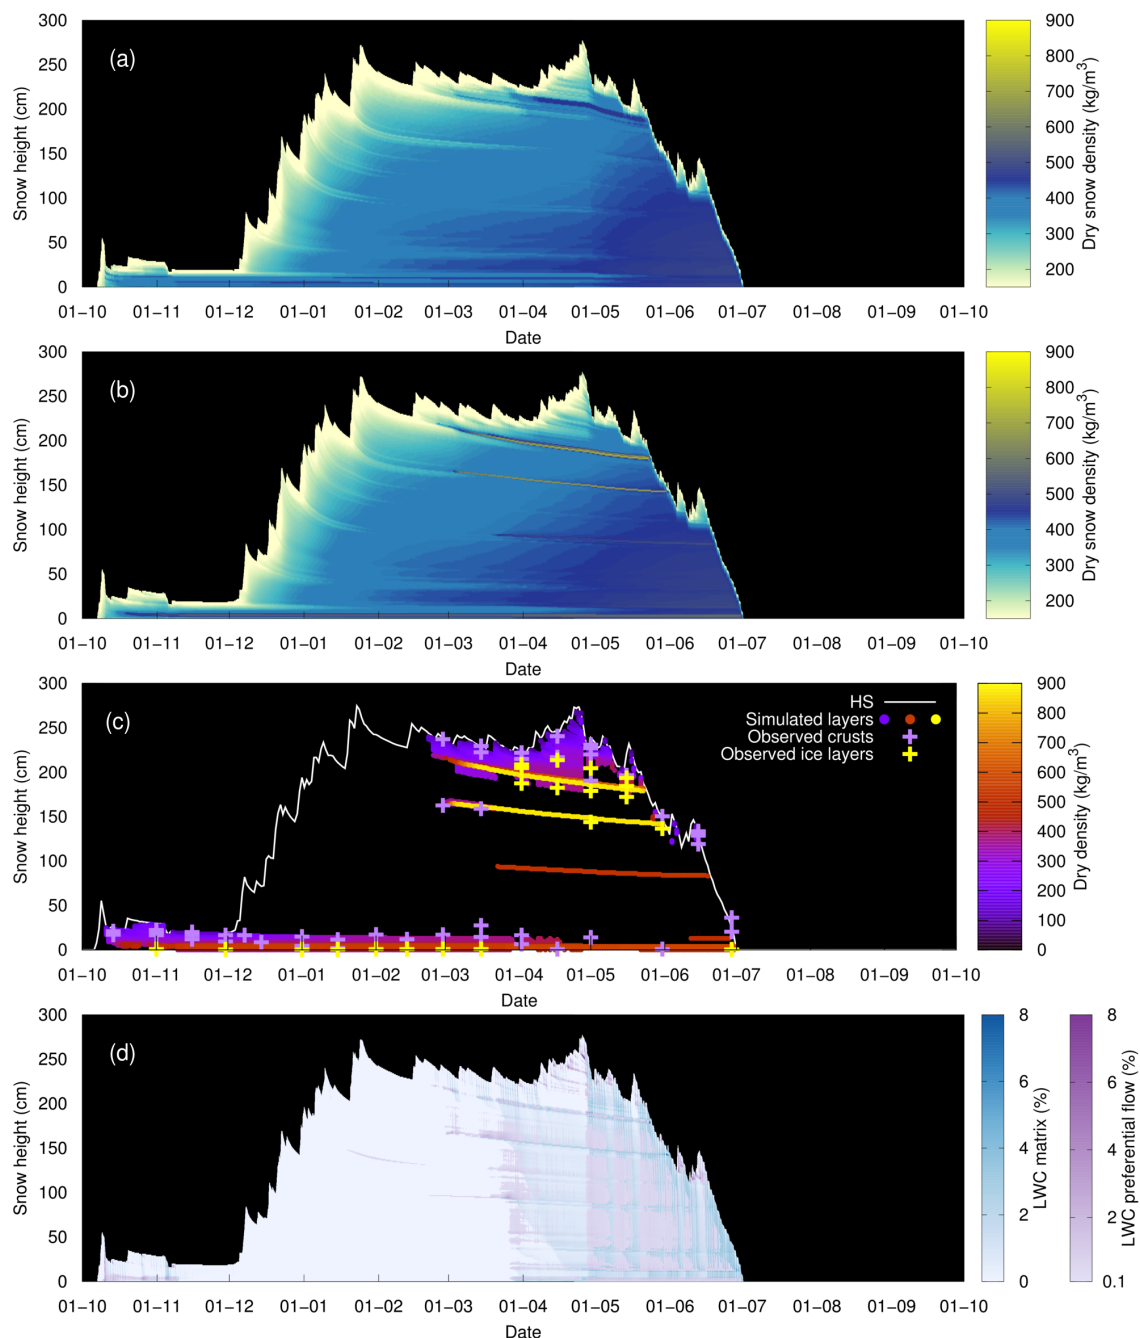 300
250
200
150
100
50
0
Snow height (cm)
(a)
01−10 01−11 01−12 01−01 01−02 01−03 01−04 01−05 01−06 01−07 01−08 01−09 01−10
Date
900
800
700
600
500
400
300
200
Dry snow density (kg/m³)
300
250
200
150
100
50
0
Snow height (cm)
(b)
01−10 01−11 01−12 01−01 01−02 01−03 01−04 01−05 01−06 01−07 01−08 01−09 01−10
Date
900
800
700
600
500
400
300
200
Dry snow density (kg/m³)
300
250
200
150
100
50
0
Snow height (cm)
(c)
HS
Simulated layers
Observed crusts
Observed ice layers
01−10 01−11 01−12 01−01 01−02 01−03 01−04 01−05 01−06 01−07 01−08 01−09 01−10
Date
900
800
700
600
500
400
300
200
100
0
Dry density (kg/m³)
300
250
200
150
100
50
0
Snow height (cm)
(d)
01−10 01−11 01−12 01−01 01−02 01−03 01−04 01−05 01−06 01−07 01−08 01−09 01−10
Date
8
6
4
2
0
LWC matrix (%)
8
6
4
2
0.1
LWC preferential flow (%)